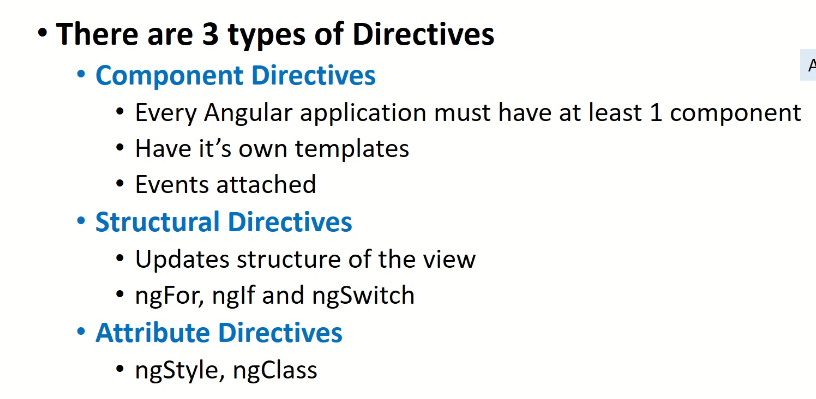 • There are 3 types of Directives
• Component Directives
• Every Angular application must have at least 1 component
• Have it’s own templates
• Events attached
• Structural Directives
• Updates structure of the view
• ngFor, ngIf and ngSwitch
• Attribute Directives
• ngStyle, ngClass